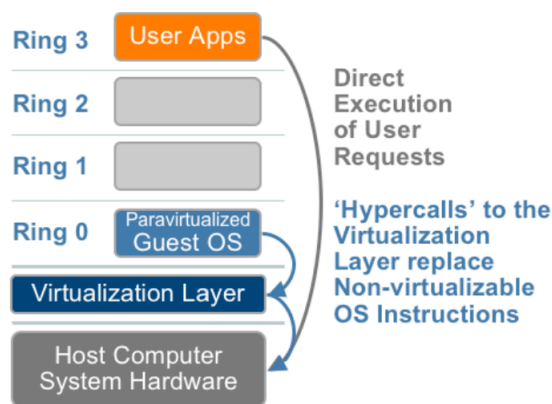 Ring 3
User Apps
Ring 2
Ring 1
Ring 0
Paravirtualized
Guest OS
Virtualization Layer
Host Computer
System Hardware
Direct
Execution
of User
Requests
‘Hypercalls’ to the
Virtualization
Layer replace
Non-virtualizable
OS Instructions